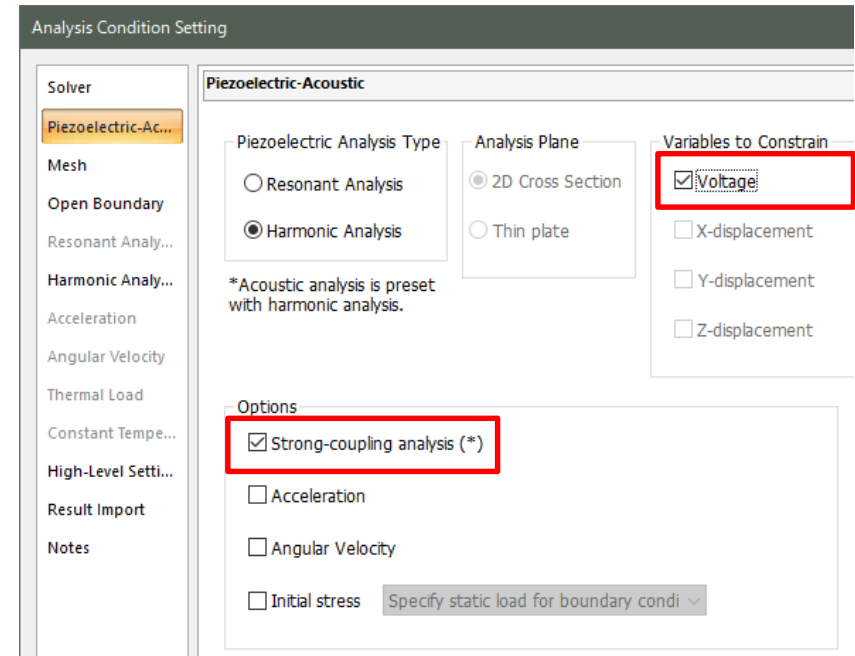 Analysis Condition Setting
Solver
Piezoelectric-Ac...
Mesh
Open Boundary
Resonant Analy...
Harmonic Analy...
Acceleration
Angular Velocity
Thermal Load
Constant Tempe...
High-Level Setti...
Result Import
Notes
Piezoelectric-Acoustic
Piezoelectric Analysis Type
Resonant Analysis
Harmonic Analysis
*Acoustic analysis is preset
with harmonic analysis.
Analysis Plane
2D Cross Section
Thin plate
Variables to Constrain
Voltage
X-displacement
Y-displacement
Z-displacement
Options
Strong-coupling analysis (*)
Acceleration
Angular Velocity
Initial stress
Specify static load for boundary condi